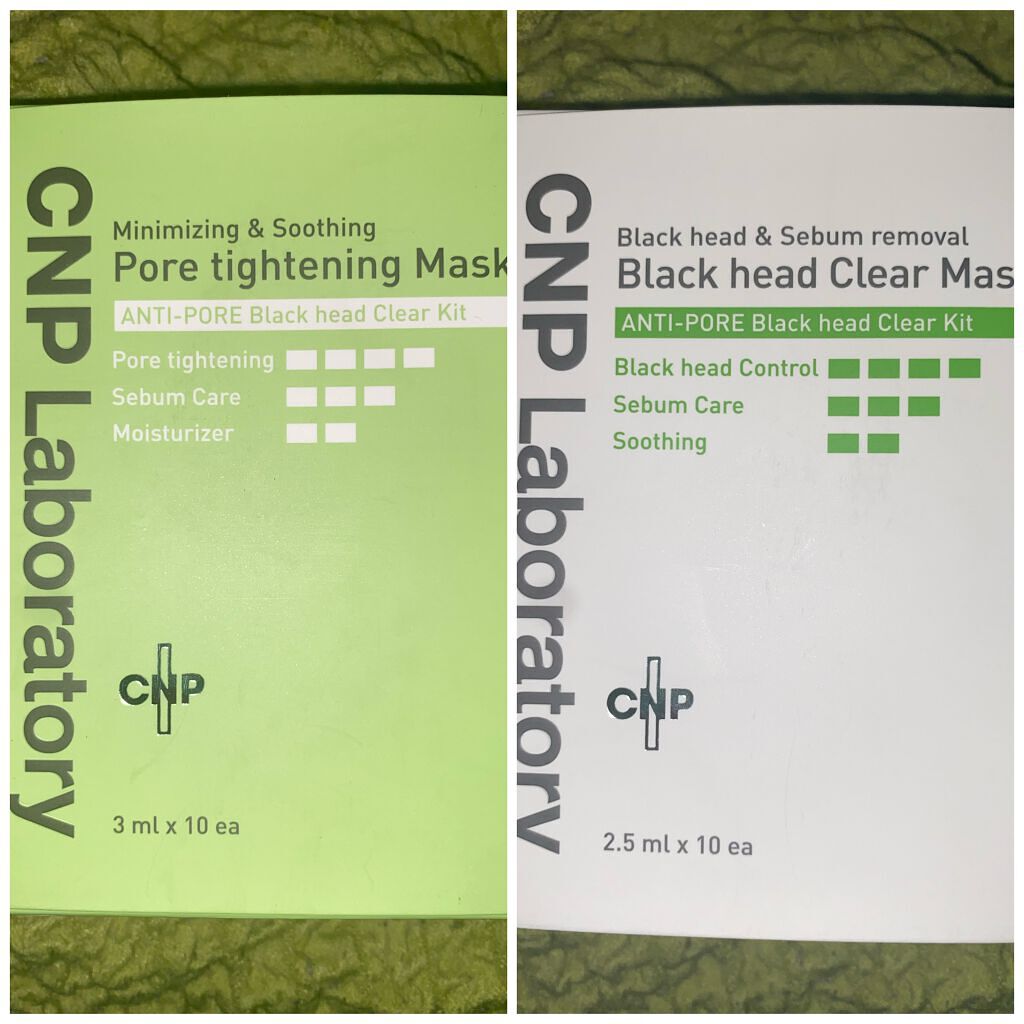 CNP Laboratory
Minimizing & Soothing
Pore tightening Mask
ANTI-PORE Black head Clear Kit
Pore tightening
Sebum Care
Moisturizer
CNP
3 ml x 10 ea
CNP Laboratory
Black head & Sebum removal
Black head Clear Mas
ANTI-PORE Black head Clear Kit
Black head Control
Sebum Care
Soothing
CNP
2.5 ml x 10 ea